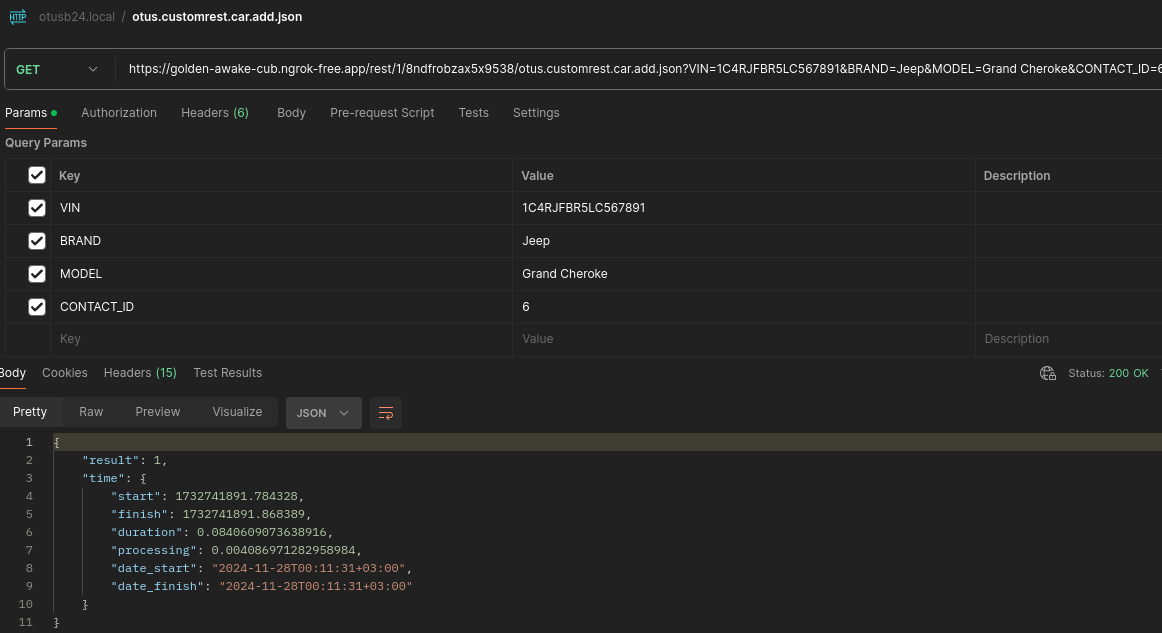 HTTP otusb24.local / otus.customrest.car.add.json
GET https://golden-awake-cub.ngrok-free.app/rest/1/8ndfrobzax5x9538/otus.customrest.car.add.json?VIN=1C4RJFBR5LC567891&BRAND=Jeep&MODEL=Grand Cheroke&CONTACT_ID=6
Params Authorization Headers (6) Body Pre-request Script Tests Settings
Query Params
Key Value Description
VIN 1C4RJFBR5LC567891
BRAND Jeep
MODEL Grand Cheroke
CONTACT_ID 6
Key Value Description
Body Cookies Headers (15) Test Results Status: 200 OK
Pretty Raw Preview Visualize JSON
1 {
2 "result": 1,
3 "time": {
4 "start": 1732741891.784328,
5 "finish": 1732741891.868389,
6 "duration": 0.0840609073638916,
7 "processing": 0.004086971282958984,
8 "date_start": "2024-11-28T00:11:31+03:00",
9 "date_finish": "2024-11-28T00:11:31+03:00"
10 }
11 }